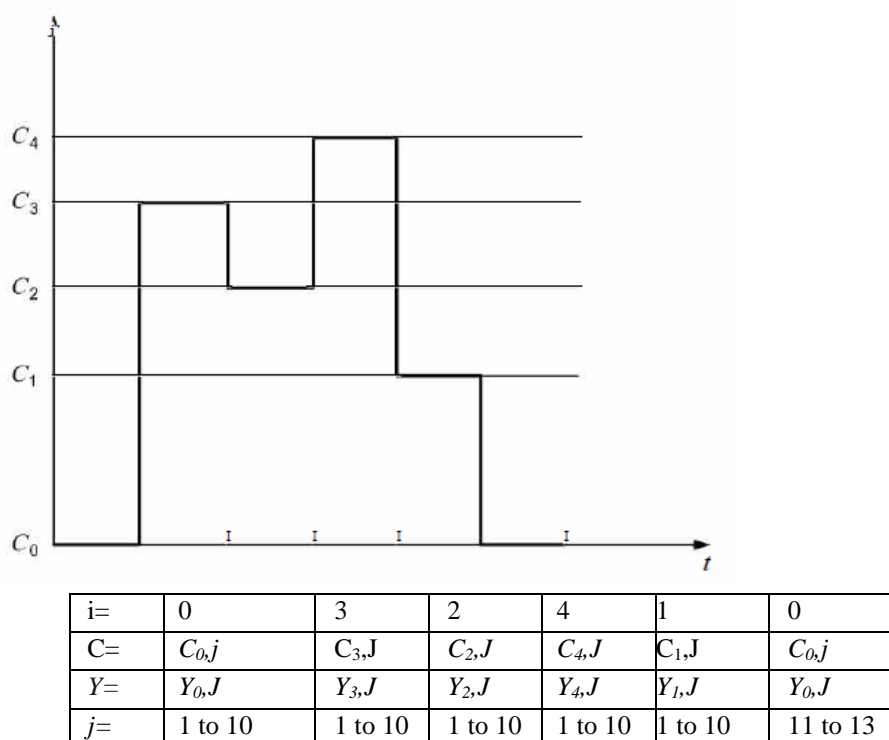 C₄
C₃
C₂
C₁
C₀
I I I I
t
i= 0 3 2 4 1 0
C= C₀,j C₃,J C₂,J C₄,J C₁,J C₀,j
Y= Y₀,J Y₃,J Y₂,J Y₄,J Y₁,J Y₀,J
j= 1 to 10 1 to 10 1 to 10 1 to 10 1 to 10 11 to 13